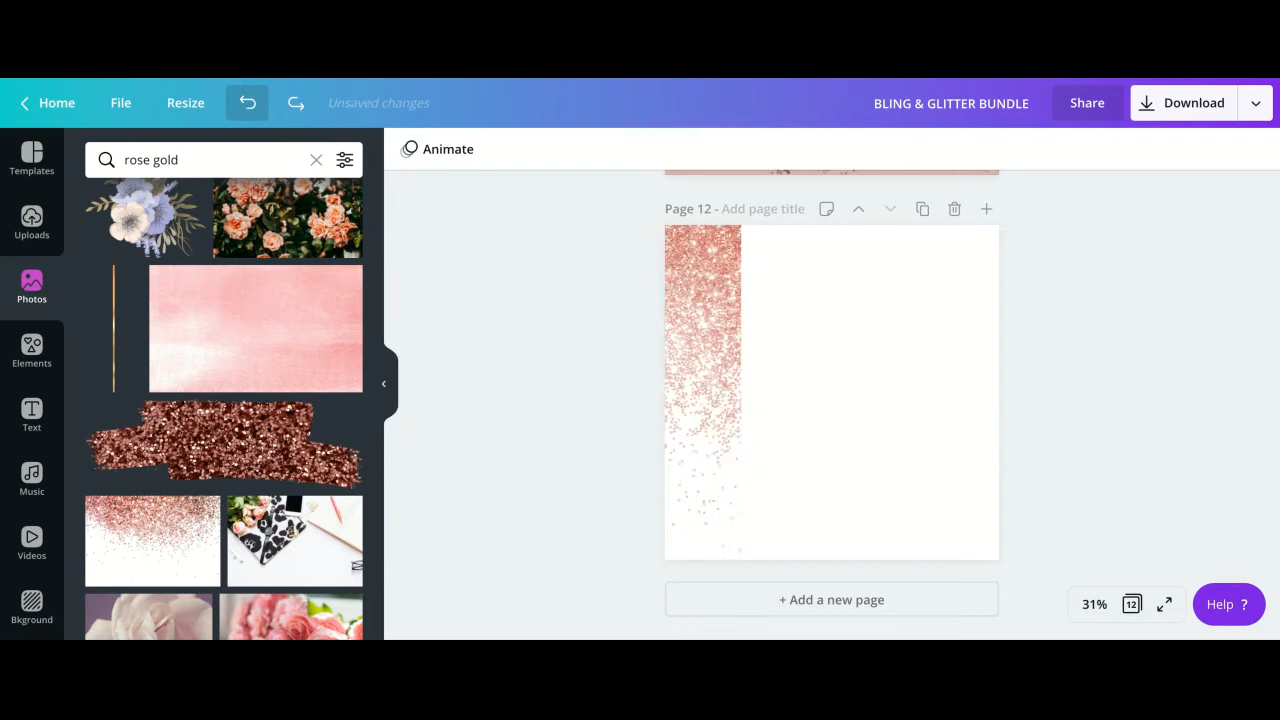 Home File Resize Unsaved changes BLING & GLITTER BUNDLE Share Download
Templates
Uploads
Photos
Elements
Text
Music
Videos
Bkground
rose gold
Animate
Page 12 - Add page title
+ Add a new page
31% 12 Help ?